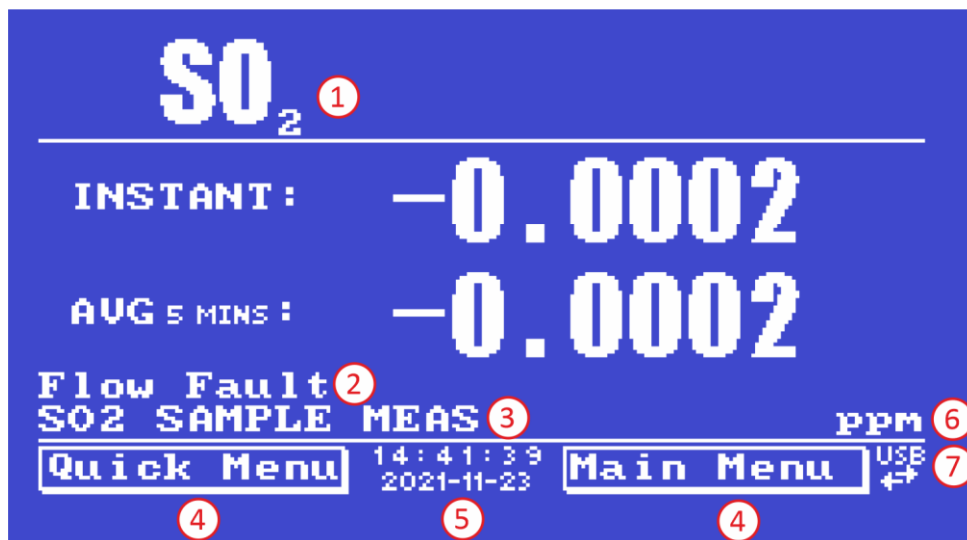 SO₂ 1
INSTANT: -0.0002
AVG 5 MINS: -0.0002
Flow Fault 2
SO2 SAMPLE MEAS 3 ppm 6
Quick Menu 14:41:39 Main Menu USB 7
2021-11-23
4 5 4